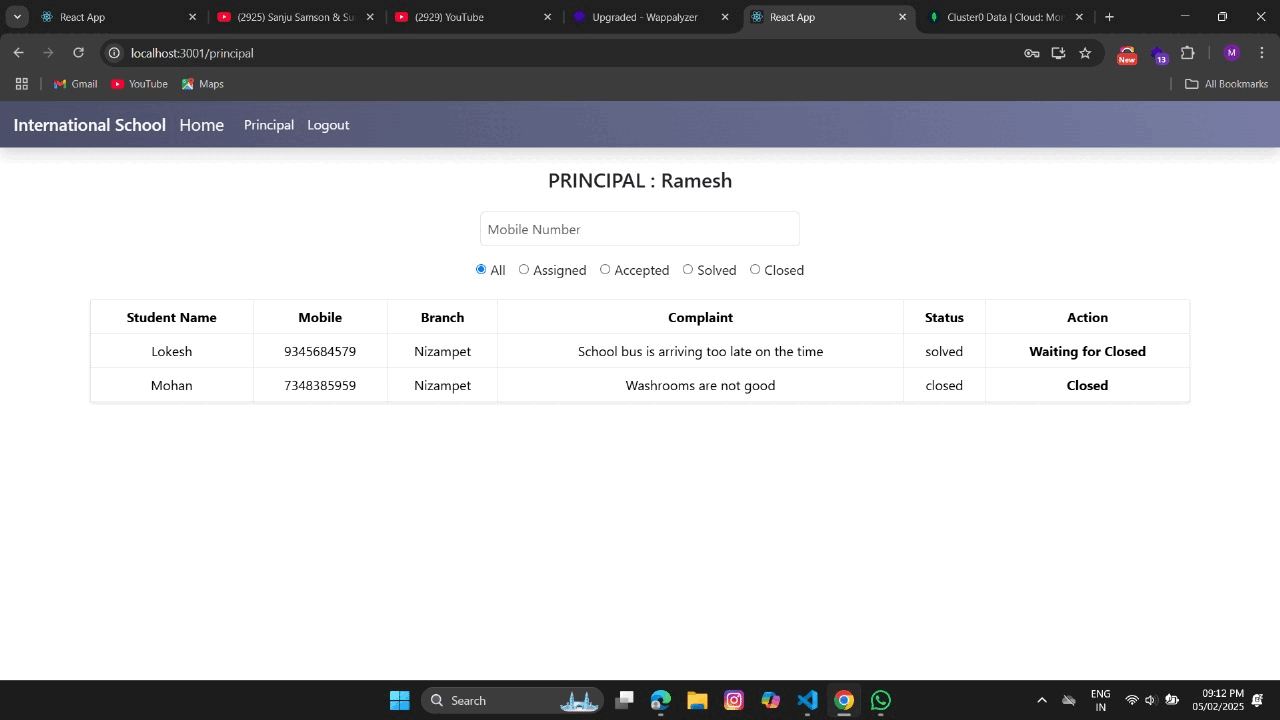 React App
(2925) Sanju Samson & Su
(2929) YouTube
Upgraded - Wappalyzer
React App
Cluster0 Data | Cloud: Mon
localhost:3001/principal
New
13
M
Gmail
YouTube
Maps
All Bookmarks
International School Home Principal Logout
PRINCIPAL : Ramesh
Mobile Number
All Assigned Accepted Solved Closed
Student Name Mobile Branch Complaint Status Action
Lokesh 9345684579 Nizampet School bus is arriving too late on the time solved Waiting for Closed
Mohan 7348385959 Nizampet Washrooms are not good closed Closed
Search
ENG
IN
09:12 PM
05/02/2025